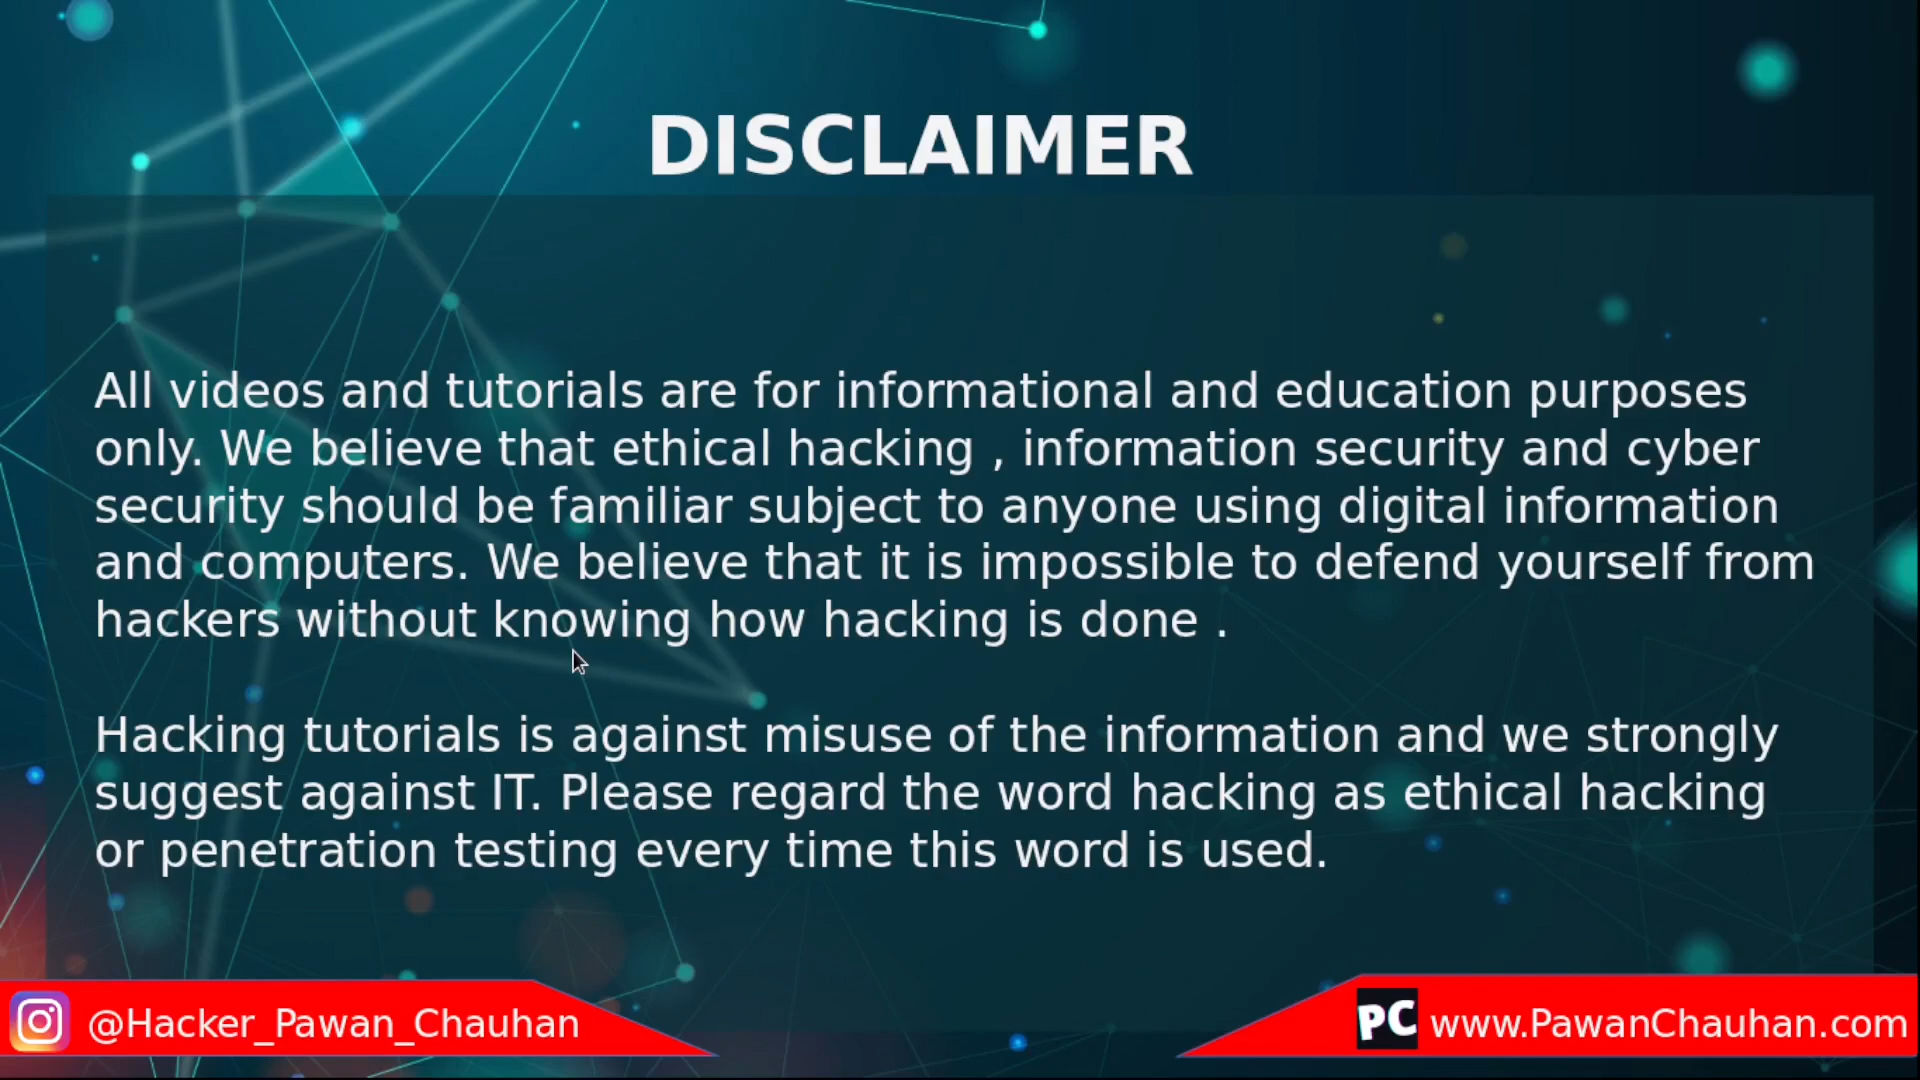 DISCLAIMER
All videos and tutorials are for informational and education purposes
only. We believe that ethical hacking , information security and cyber
security should be familiar subject to anyone using digital information
and computers. We believe that it is impossible to defend yourself from
hackers without knowing how hacking is done .
Hacking tutorials is against misuse of the information and we strongly
suggest against IT. Please regard the word hacking as ethical hacking
or penetration testing every time this word is used.
@Hacker_Pawan_Chauhan
PC www.PawanChauhan.com